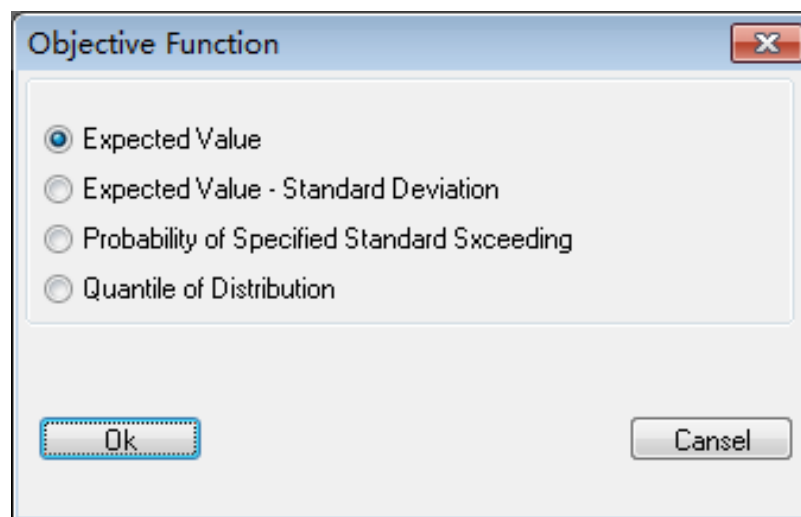 Objective Function
Expected Value
Expected Value - Standard Deviation
Probability of Specified Standard Sxceeding
Quantile of Distribution
Ok
Cansel